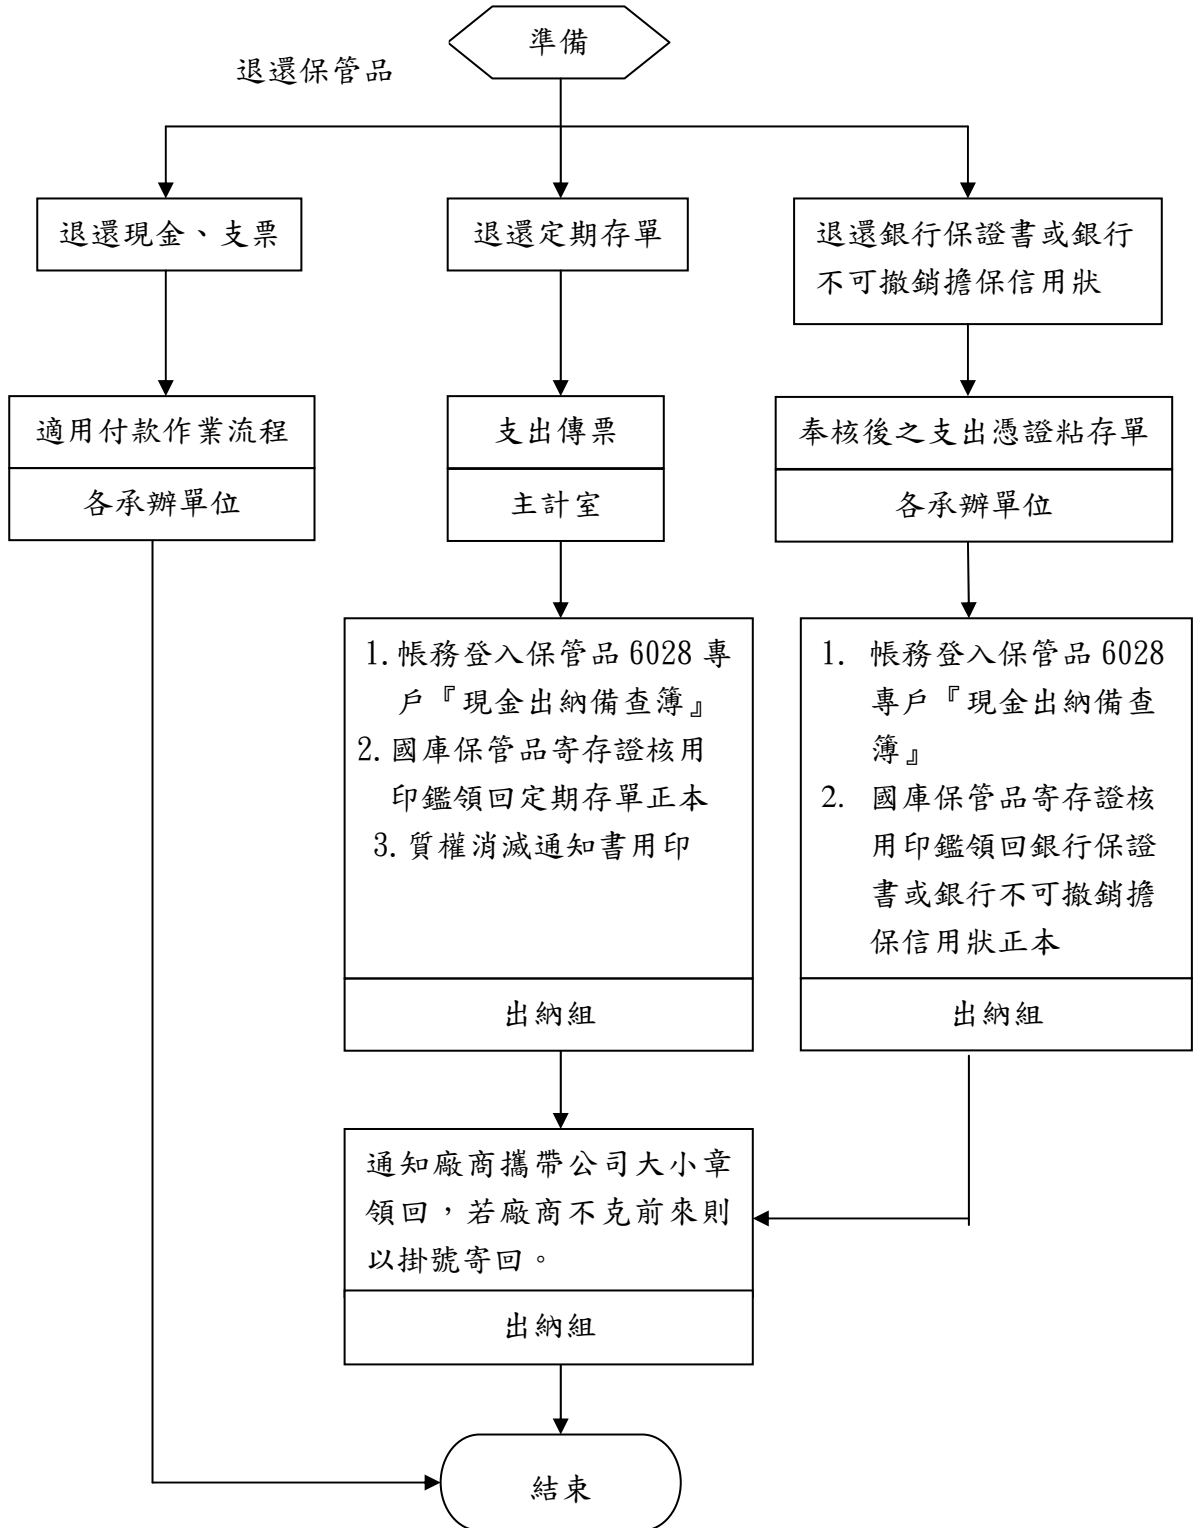 準備
退還保管品
退還現金、支票
退還定期存單
退還銀行保證書或銀行
不可撤銷擔保信用狀
適用付款作業流程
各承辦單位
支出傳票
主計室
奉核後之支出憑證粘存單
各承辦單位
1.帳務登入保管品 6028 專
戶『現金出納備查簿』
2.國庫保管品寄存證核用
印鑑領回定期存單正本
3.質權消滅通知書用印
出納組
1. 帳務登入保管品 6028
專戶『現金出納備查
簿』
2. 國庫保管品寄存證核
用印鑑領回銀行保證
書或銀行不可撤銷擔
保信用狀正本
出納組
通知廠商攜帶公司大小章
領回，若廠商不克前來則
以掛號寄回。
出納組
結束